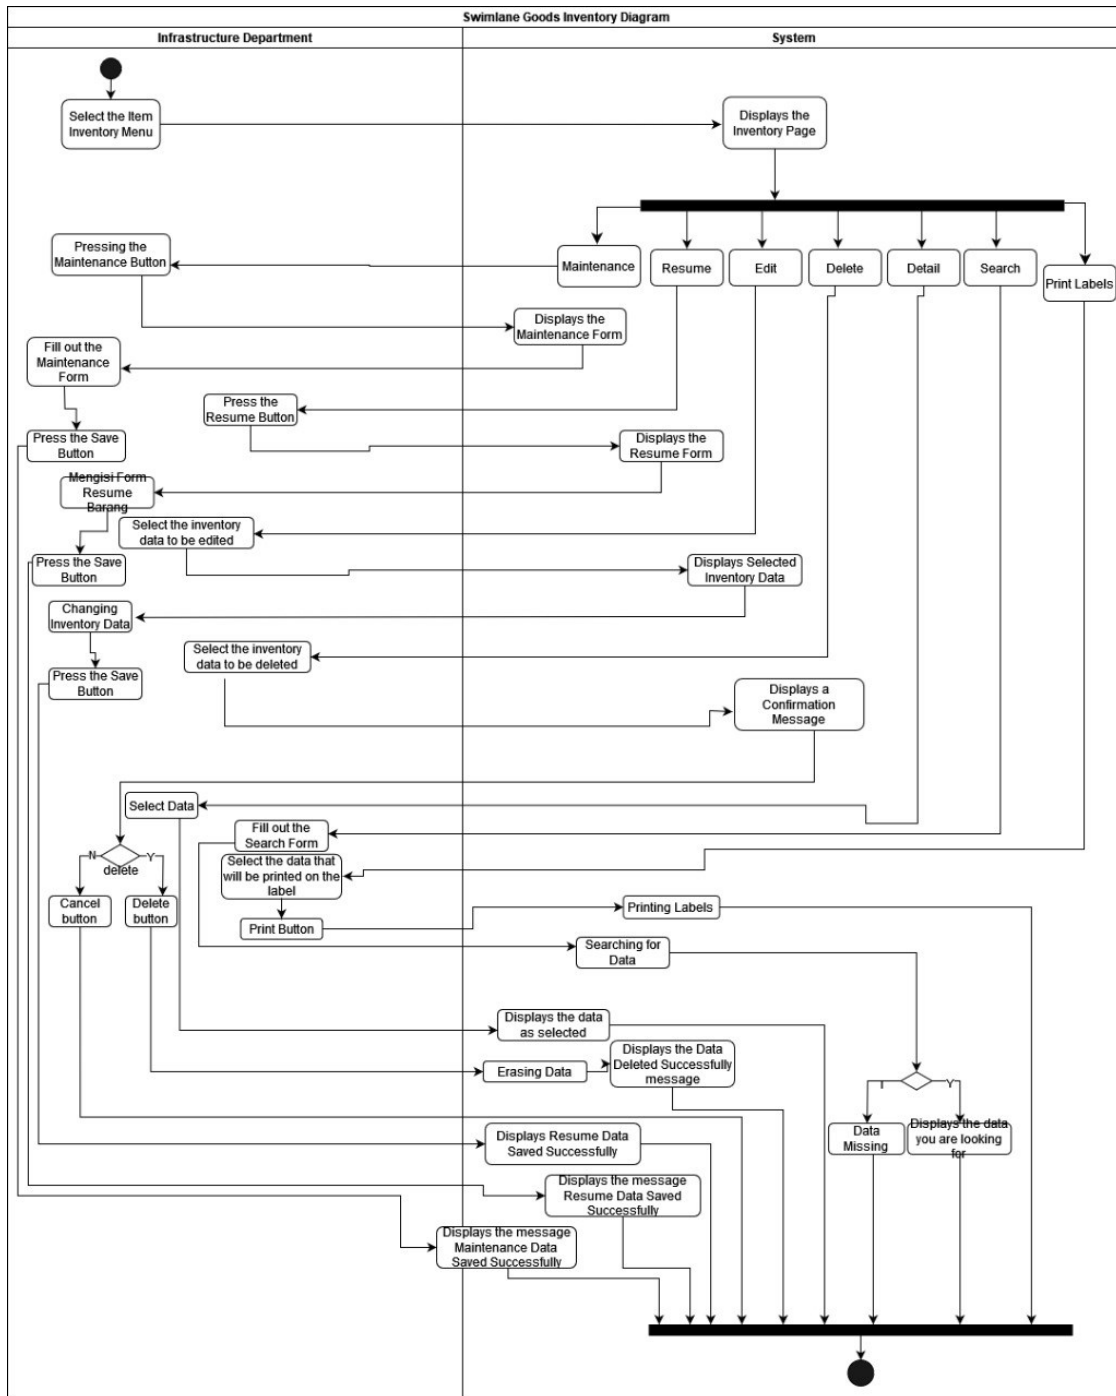 Swimlane Goods Inventory Diagram
Infrastructure Department
System
Select the Item
Inventory Menu
Displays the
Inventory Page
Pressing the
Maintenance Button
Maintenance
Resume
Edit
Delete
Detail
Search
Print Labels
Displays the
Maintenance Form
Fill out the
Maintenance
Form
Press the
Resume Button
Press the Save
Button
Displays the
Resume Form
Mengisi Form
Resume
Barang
Select the inventory
data to be edited
Press the Save
Button
Displays Selected
Inventory Data
Changing
Inventory Data
Select the inventory
data to be deleted
Press the Save
Button
Displays a
Confirmation
Message
Select Data
Fill out the
Search Form
N
Y
delete
Select the data that
will be printed on the
label
Cancel
button
Delete
button
Print Button
Printing Labels
Searching for
Data
Displays the data
as selected
Erasing Data
Displays the Data
Deleted Successfully
message
T
Y
Data
Missing
Displays the data
you are looking
for
Displays Resume Data
Saved Successfully
Displays the message
Resume Data Saved
Successfully
Displays the message
Maintenance Data
Saved Successfully